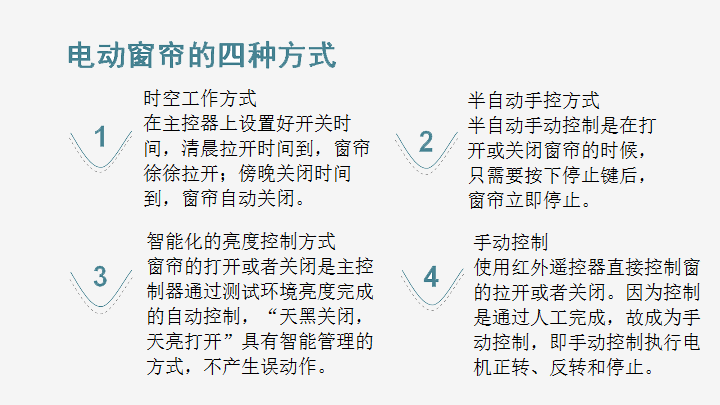 电动窗帘的四种方式
1
时空工作方式
在主控器上设置好开关时
间，清晨拉开时间到，窗帘
徐徐拉开；傍晚关闭时间
到，窗帘自动关闭。
2
半自动手控方式
半自动手动控制是在打
开或关闭窗帘的时候，
只需要按下停止键后，
窗帘立即停止。
3
智能化的亮度控制方式
窗帘的打开或者关闭是主控
制器通过测试环境亮度完成
的自动控制，“天黑关闭，
天亮打开”具有智能管理的
方式，不产生误动作。
4
手动控制
使用红外遥控器直接控制窗
的拉开或者关闭。因为控制
是通过人工完成，故成为手
动控制，即手动控制执行电
机正转、反转和停止。